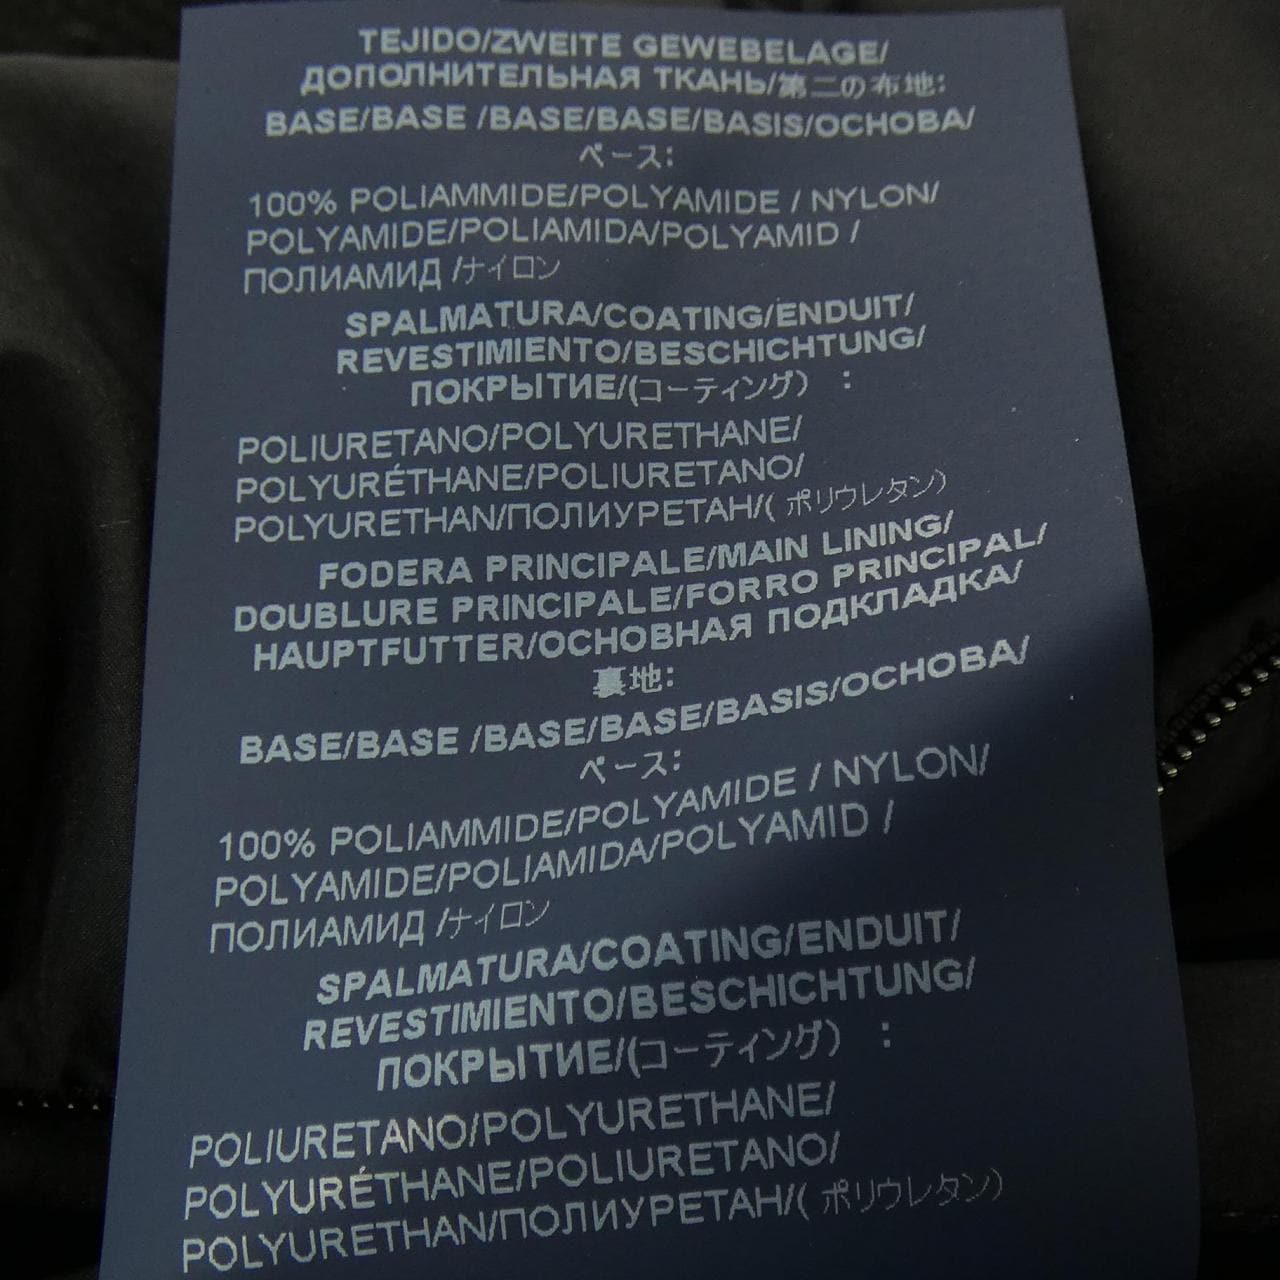 TEJIDO/ZWEITE GEWEBELAGE/
ДОПОЛНИТЕЛЬНАЯ ТКАНЬ/第二の布地:
BASE/BASE /BASE/BASE/BASIS/ОСНОВА/
ベース:
100% POLIAMMIDE/POLYAMIDE / NYLON/
POLYAMIDE/POLIAMIDA/POLYAMID /
ПОЛИАМИД /ナイロン
SPALMATURA/COATING/ENDUIT/
REVESTIMIENTO/BESCHICHTUNG/
ПОКРЫТИЕ/(コーティング) :
POLIURETANO/POLYURETHANE/
POLYURÉTHANE/POLIURETANO/
POLYURETHAN/ПОЛИУРЕТАН/( ポリウレタン)
FODERA PRINCIPALE/MAIN LINING/
DOUBLURE PRINCIPALE/FORRO PRINCIPAL/
HAUPTFUTTER/ОСНОВНАЯ ПОДКЛАДКА/
裏地:
BASE/BASE /BASE/BASE/BASIS/ОСНОВА/
ベース:
100% POLIAMMIDE/POLYAMIDE / NYLON/
POLYAMIDE/POLIAMIDA/POLYAMID /
ПОЛИАМИД /ナイロン
SPALMATURA/COATING/ENDUIT/
REVESTIMIENTO/BESCHICHTUNG/
ПОКРЫТИЕ/(コーティング) :
POLIURETANO/POLYURETHANE/
POLYURÉTHANE/POLIURETANO/
POLYURETHAN/ПОЛИУРЕТАН/( ポリウレタン)